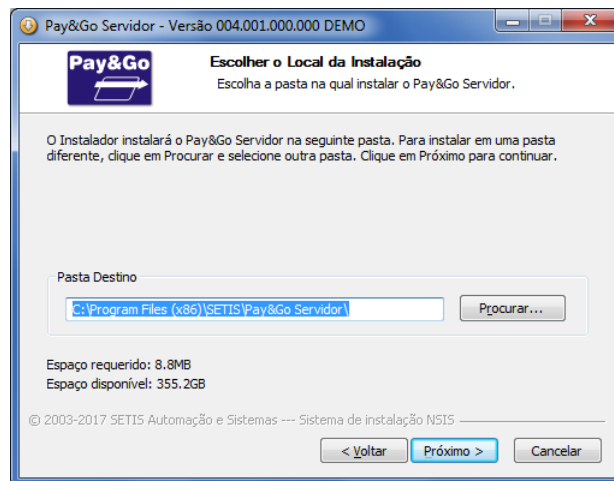 Pay&Go Servidor - Versão 004.001.000.000 DEMO
Pay&Go
Escolher o Local da Instalação
Escolha a pasta na qual instalar o Pay&Go Servidor.
O Instalador instalará o Pay&Go Servidor na seguinte pasta. Para instalar em uma pasta
diferente, clique em Procurar e selecione outra pasta. Clique em Próximo para continuar.
Pasta Destino
C:\Program Files (x86)\SETIS\Pay&Go Servidor\
Procurar...
Espaço requerido: 8.8MB
Espaço disponível: 355.2GB
© 2003-2017 SETIS Automação e Sistemas --- Sistema de instalação NSIS
< Voltar
Próximo >
Cancelar